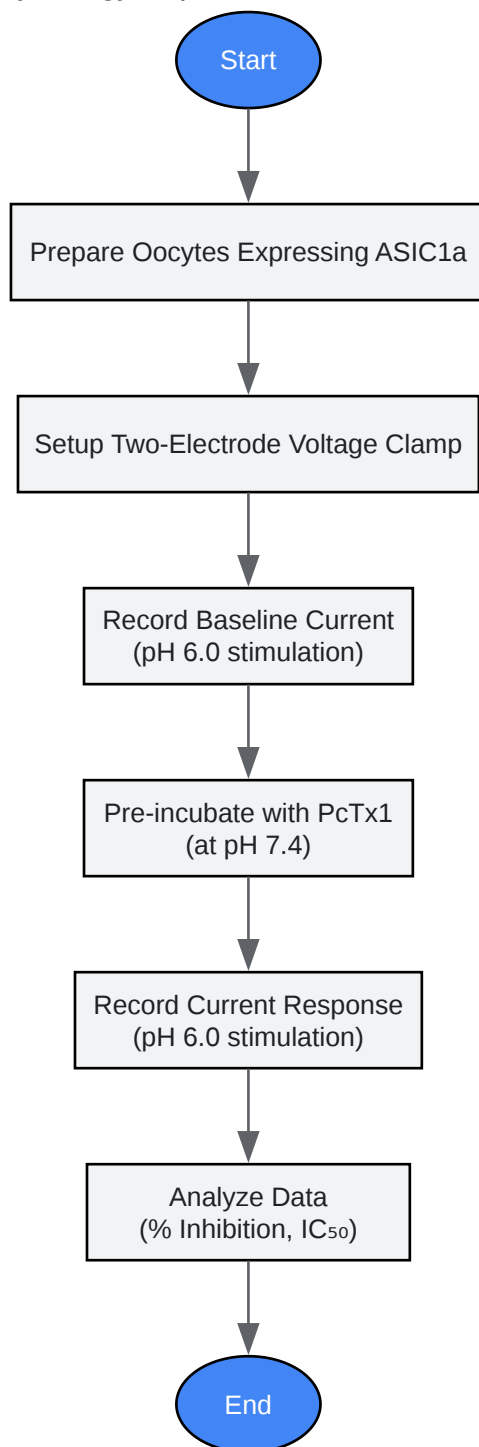 Start
Prepare Oocytes Expressing ASIC1a
Setup Two-Electrode Voltage Clamp
Record Baseline Current
(pH 6.0 stimulation)
Pre-incubate with PcTx1
(at pH 7.4)
Record Current Response
(pH 6.0 stimulation)
Analyze Data
(% Inhibition, IC₅₀)
End